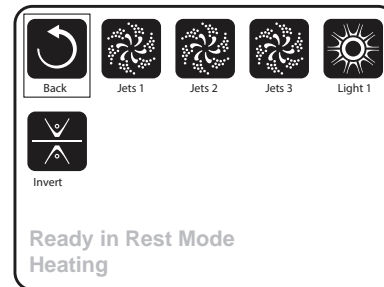 Back Jets 1 Jets 2 Jets 3 Light 1
Invert
Ready in Rest Mode
Heating